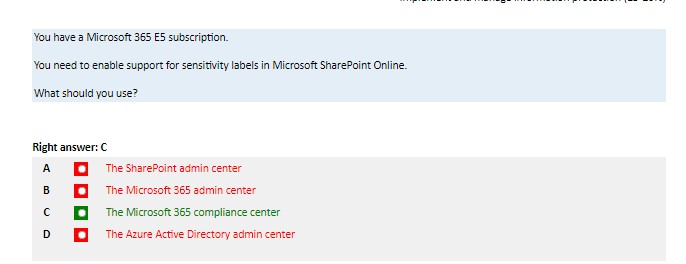 You have a Microsoft 365 E5 subscription.
You need to enable support for sensitivity labels in Microsoft SharePoint Online.
What should you use?
Right answer: C
A The SharePoint admin center
B The Microsoft 365 admin center
C The Microsoft 365 compliance center
D The Azure Active Directory admin center